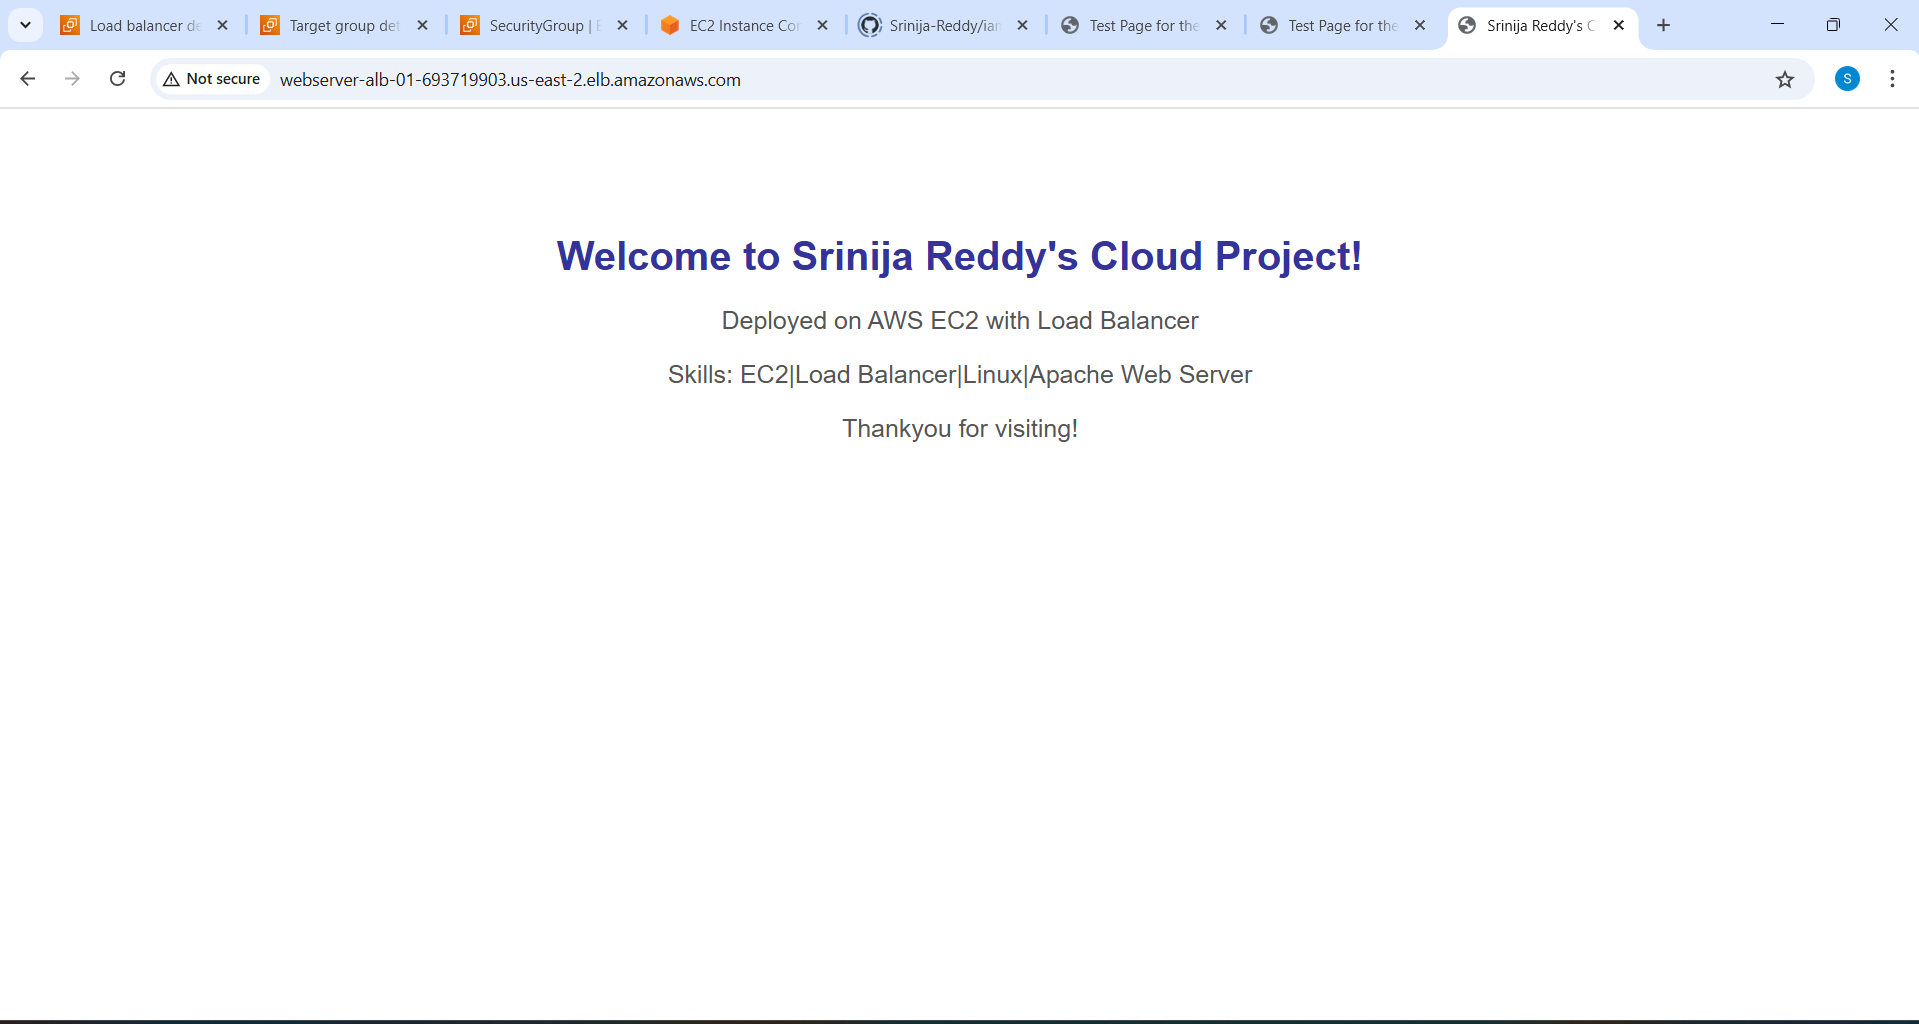 Load balancer de
Target group det
SecurityGroup | E
EC2 Instance Con
Srinija-Reddy/iam
Test Page for the
Test Page for the
Srinija Reddy's C
Not secure
webserver-alb-01-693719903.us-east-2.elb.amazonaws.com
S
Welcome to Srinija Reddy's Cloud Project!
Deployed on AWS EC2 with Load Balancer
Skills: EC2|Load Balancer|Linux|Apache Web Server
Thankyou for visiting!